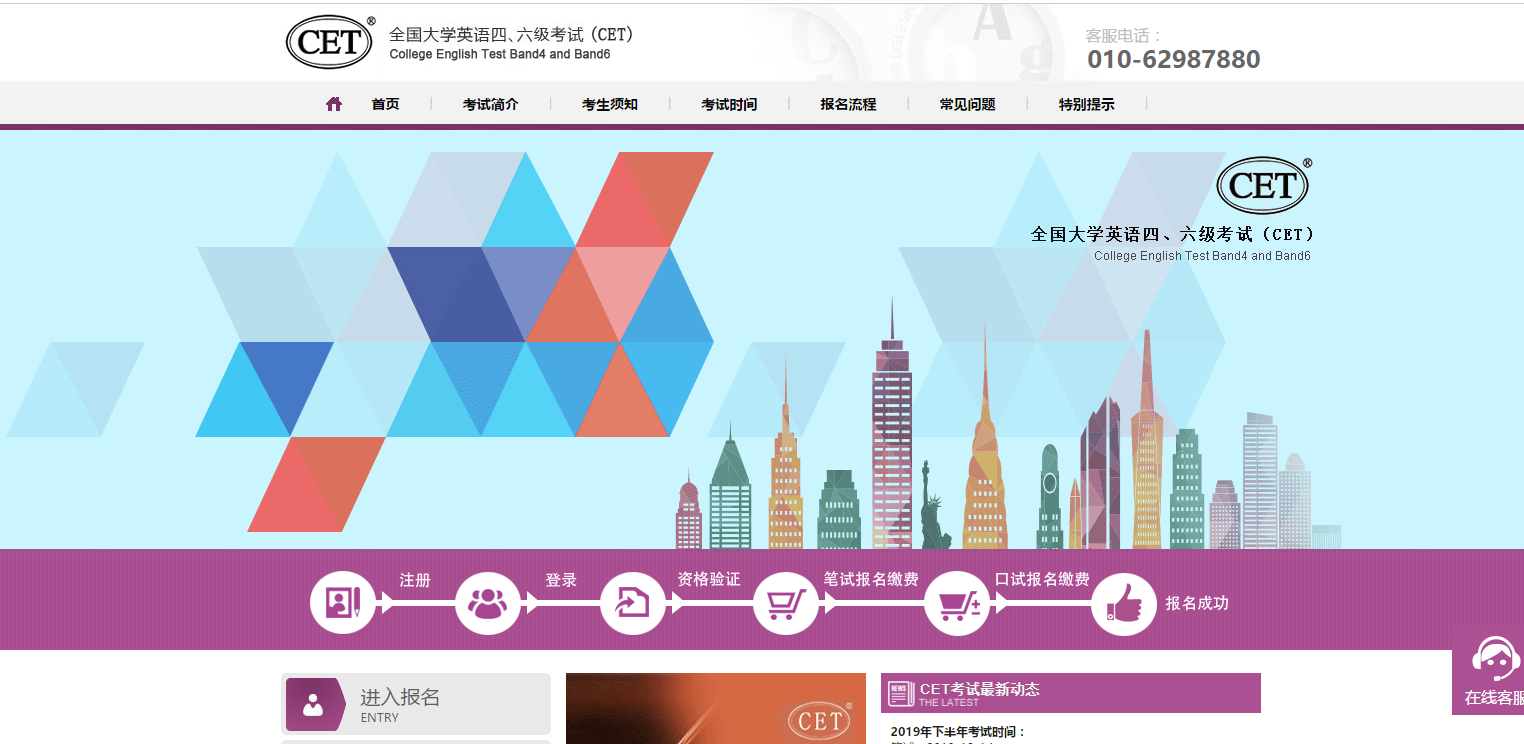 CET®
全国大学英语四、六级考试（CET）
College English Test Band4 and Band6
客服电话：
010-62987880
首页
考试简介
考生须知
考试时间
报名流程
常见问题
特别提示
CET®
全国大学英语四、六级考试（CET）
College English Test Band4 and Band6
注册
登录
资格验证
笔试报名缴费
口试报名缴费
报名成功
在线客服
进入报名
ENTRY
CET®
NEWS
CET考试最新动态
THE LATEST
2019年下半年考试时间：